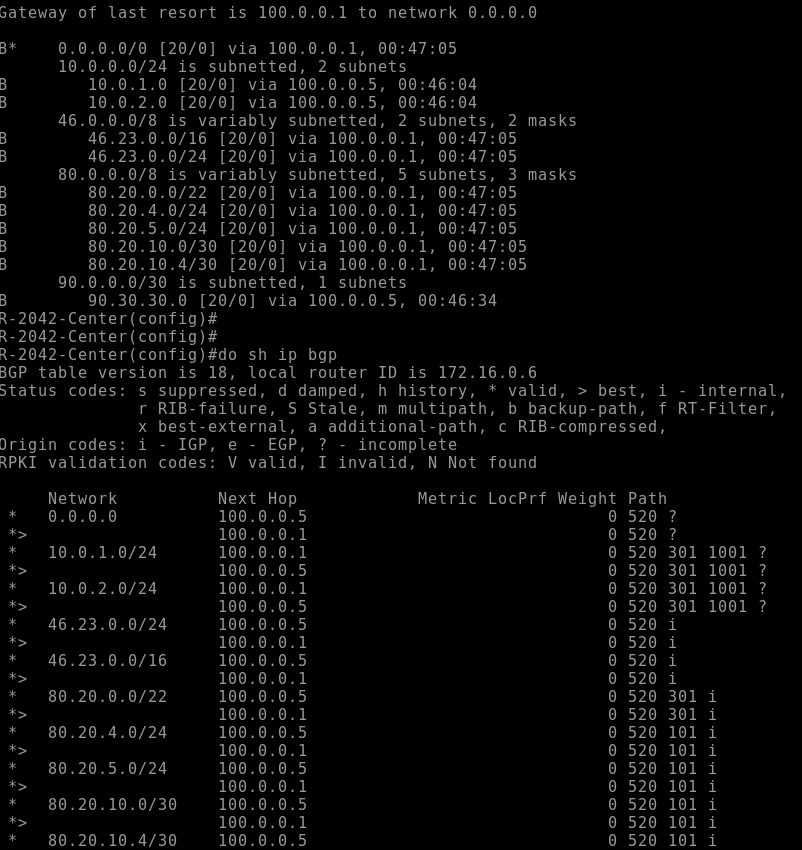 Gateway of last resort is 100.0.0.1 to network 0.0.0.0
B*    0.0.0.0/0 [20/0] via 100.0.0.1, 00:47:05
      10.0.0.0/24 is subnetted, 2 subnets
B        10.0.1.0 [20/0] via 100.0.0.5, 00:46:04
B        10.0.2.0 [20/0] via 100.0.0.5, 00:46:04
      46.0.0.0/8 is variably subnetted, 2 subnets, 2 masks
B        46.23.0.0/16 [20/0] via 100.0.0.1, 00:47:05
B        46.23.0.0/24 [20/0] via 100.0.0.1, 00:47:05
      80.0.0.0/8 is variably subnetted, 5 subnets, 3 masks
B        80.20.0.0/22 [20/0] via 100.0.0.1, 00:47:05
B        80.20.4.0/24 [20/0] via 100.0.0.1, 00:47:05
B        80.20.5.0/24 [20/0] via 100.0.0.1, 00:47:05
B        80.20.10.0/30 [20/0] via 100.0.0.1, 00:47:05
B        80.20.10.4/30 [20/0] via 100.0.0.1, 00:47:05
      90.0.0.0/30 is subnetted, 1 subnets
B        90.30.30.0 [20/0] via 100.0.0.5, 00:46:34
R-2042-Center(config)#
R-2042-Center(config)#
R-2042-Center(config)#do sh ip bgp
BGP table version is 18, local router ID is 172.16.0.6
Status codes: s suppressed, d damped, h history, * valid, > best, i - internal,
              r RIB-failure, S Stale, m multipath, b backup-path, f RT-Filter,
              x best-external, a additional-path, c RIB-compressed,
Origin codes: i - IGP, e - EGP, ? - incomplete
RPKI validation codes: V valid, I invalid, N Not found
     Network          Next Hop            Metric LocPrf Weight Path
 *   0.0.0.0          100.0.0.5                              0 520 ?
 *>                   100.0.0.1                              0 520 ?
 *   10.0.1.0/24      100.0.0.1                              0 520 301 1001 ?
 *>                   100.0.0.5                              0 520 301 1001 ?
 *   10.0.2.0/24      100.0.0.1                              0 520 301 1001 ?
 *>                   100.0.0.5                              0 520 301 1001 ?
 *   46.23.0.0/24     100.0.0.5                              0 520 i
 *>                   100.0.0.1                              0 520 i
 *   46.23.0.0/16     100.0.0.5                              0 520 i
 *>                   100.0.0.1                              0 520 i
 *   80.20.0.0/22     100.0.0.5                              0 520 301 i
 *>                   100.0.0.1                              0 520 301 i
 *   80.20.4.0/24     100.0.0.5                              0 520 101 i
 *>                   100.0.0.1                              0 520 101 i
 *   80.20.5.0/24     100.0.0.5                              0 520 101 i
 *>                   100.0.0.1                              0 520 101 i
 *   80.20.10.0/30    100.0.0.5                              0 520 101 i
 *>                   100.0.0.1                              0 520 101 i
 *   80.20.10.4/30    100.0.0.5                              0 520 101 i